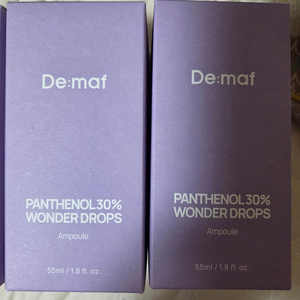 De:maf
PANTHENOL 30%
WONDER DROPS
Ampoule
55ml / 1.8 fl. oz.
De:maf
PANTHENOL 30%
WONDER DROPS
Ampoule
55ml / 1.8 fl. oz.